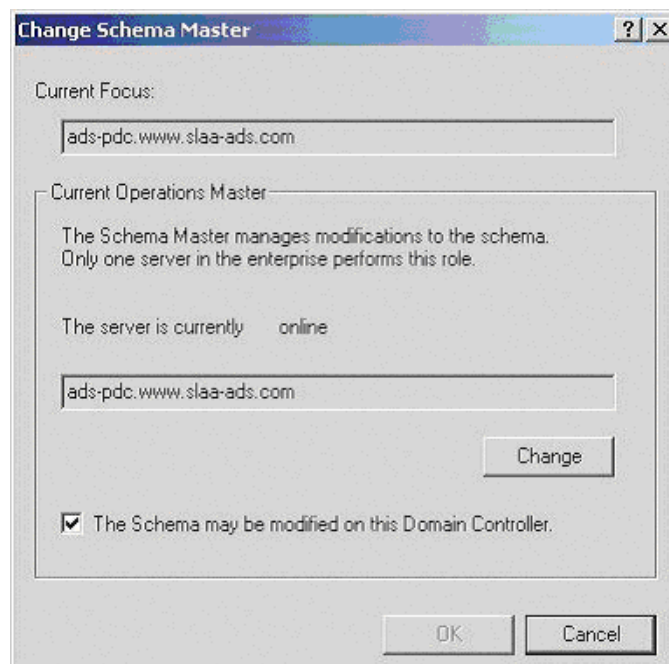 Change Schema Master
Current Focus:
ads-pdc.www.slaa-ads.com
Current Operations Master
The Schema Master manages modifications to the schema.
Only one server in the enterprise performs this role.
The server is currently online
ads-pdc.www.slaa-ads.com
Change
The Schema may be modified on this Domain Controller.
OK Cancel